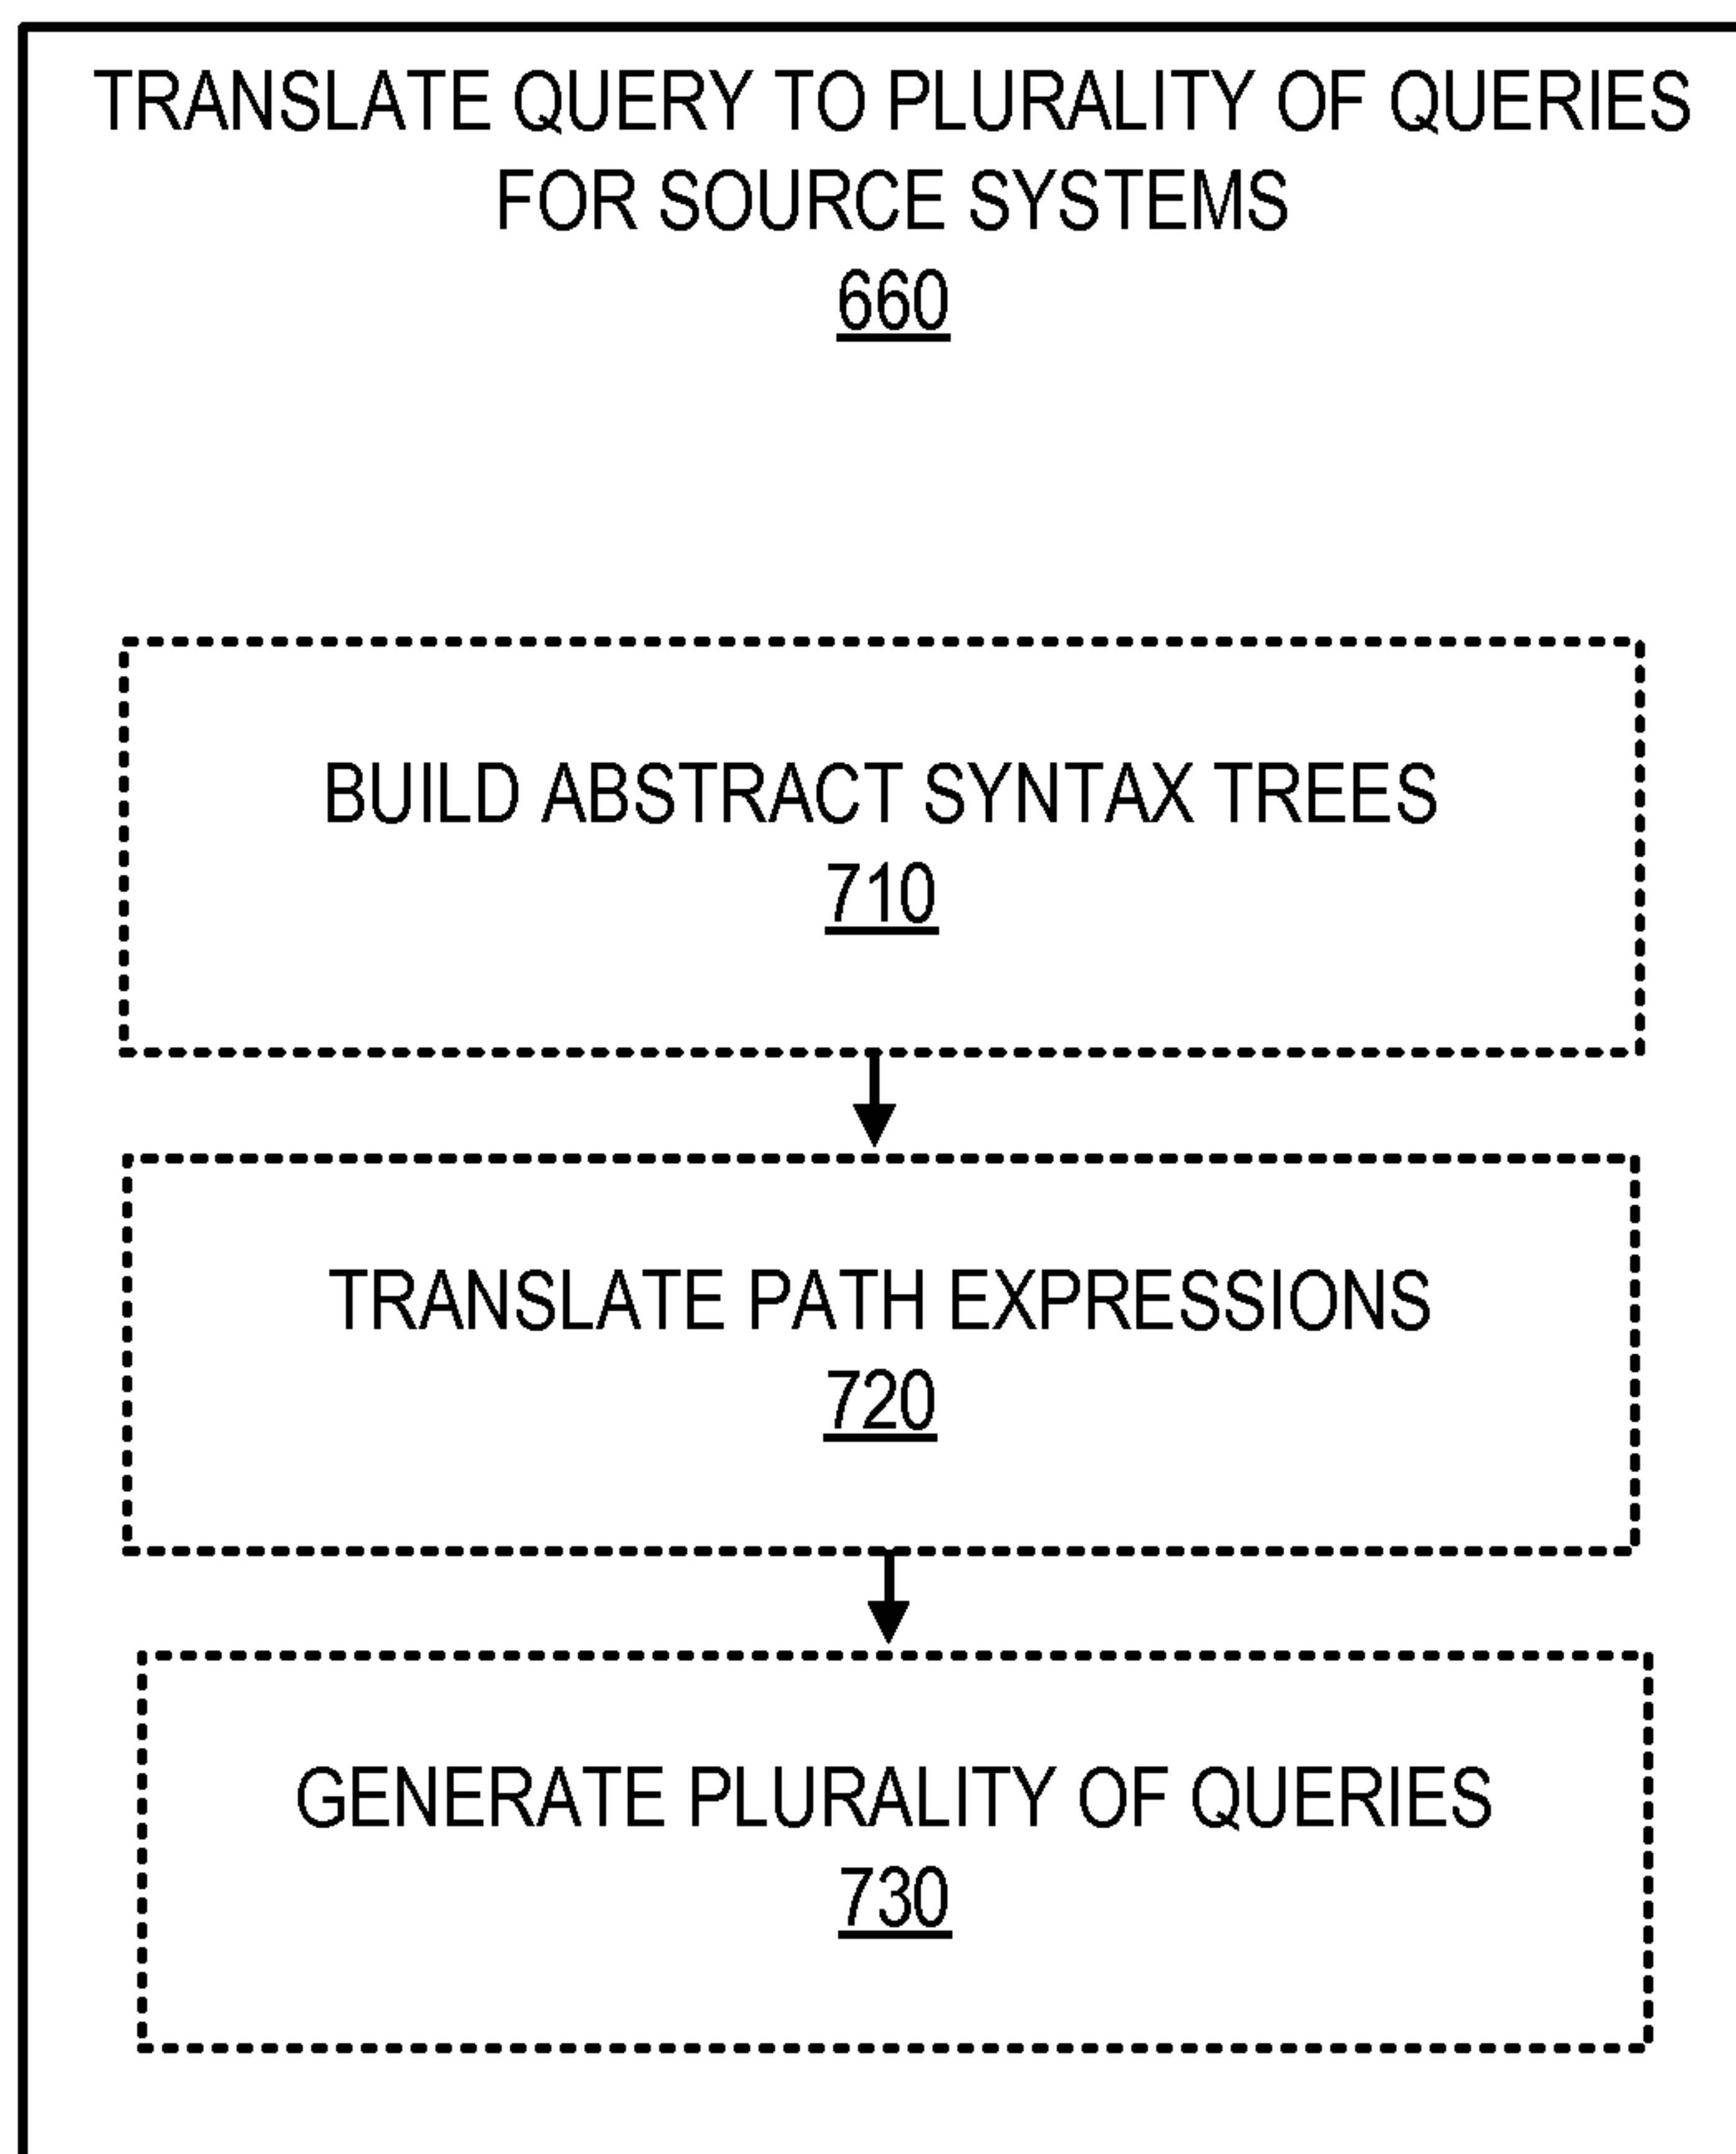 TRANSLATE QUERY TO PLURALITY OF QUERIES
FOR SOURCE SYSTEMS
660
BUILD ABSTRACT SYNTAX TREES
710
TRANSLATE PATH EXPRESSIONS
720
GENERATE PLURALITY OF QUERIES
730